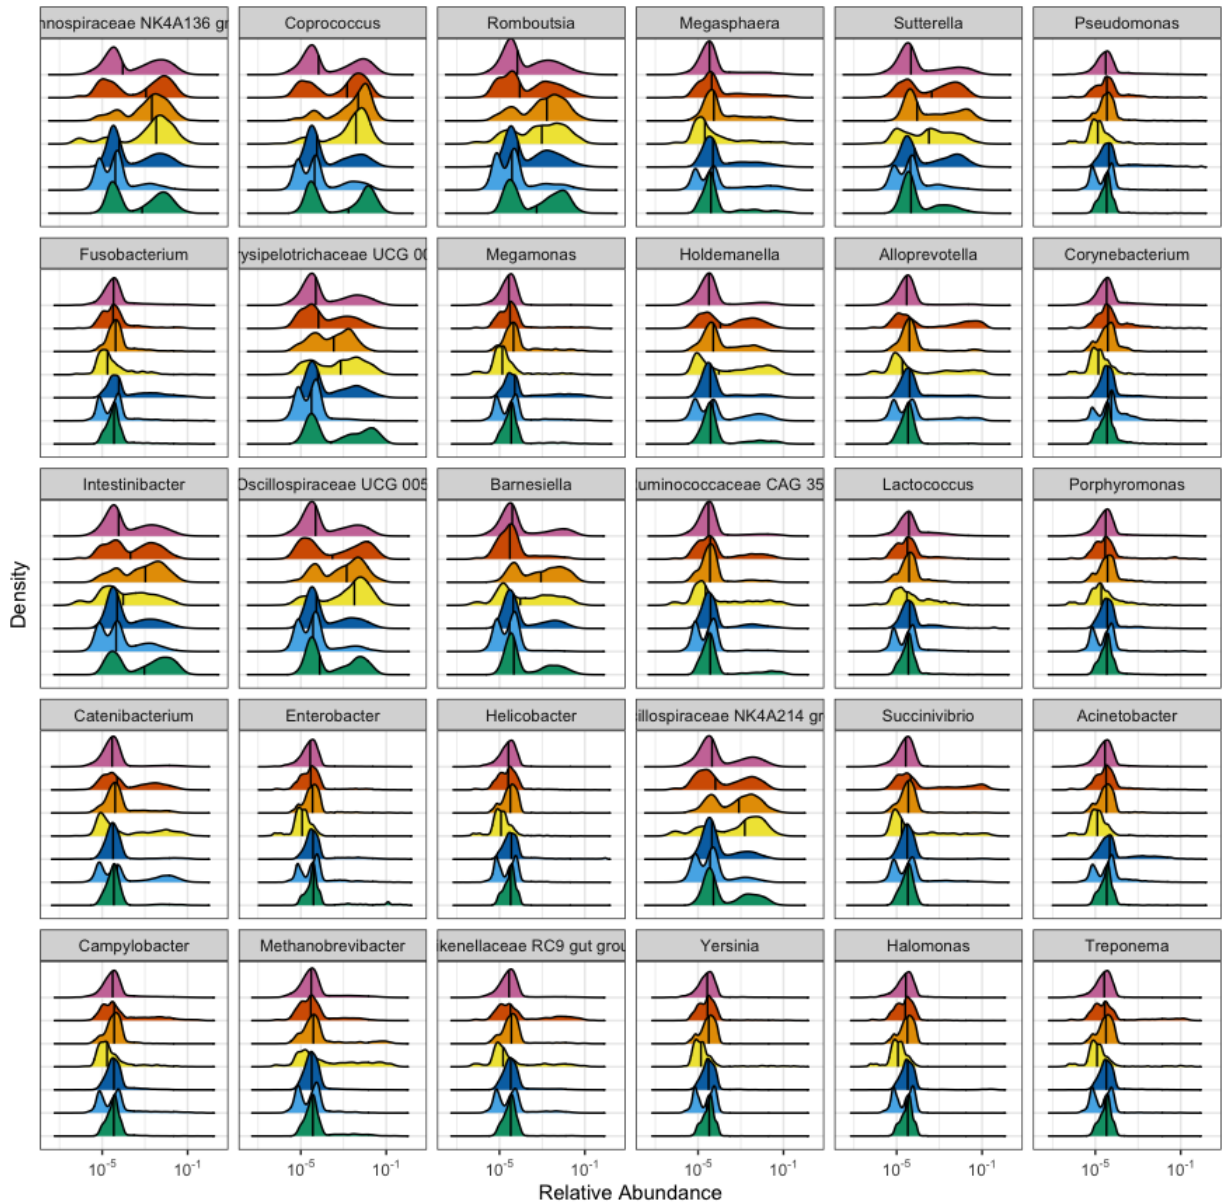 nnospiraceae NK4A136 gr
Coprococcus
Romboutsia
Megasphaera
Sutterella
Pseudomonas
Fusobacterium
rysipelotrichaceae UCG 00
Megamonas
Holdemanella
Alloprevotella
Corynebacterium
Intestinibacter
Oscillospiraceae UCG 005
Barnesiella
uminococcaceae CAG 35
Lactococcus
Porphyromonas
Catenibacterium
Enterobacter
Helicobacter
illospiraceae NK4A214 gr
Succinivibrio
Acinetobacter
Campylobacter
Methanobrevibacter
ikenellaceae RC9 gut grou
Yersinia
Halomonas
Treponema
Density
10^-5 10^-1 10^-5 10^-1 10^-5 10^-1 10^-5 10^-1 10^-5 10^-1 10^-5 10^-1
Relative Abundance